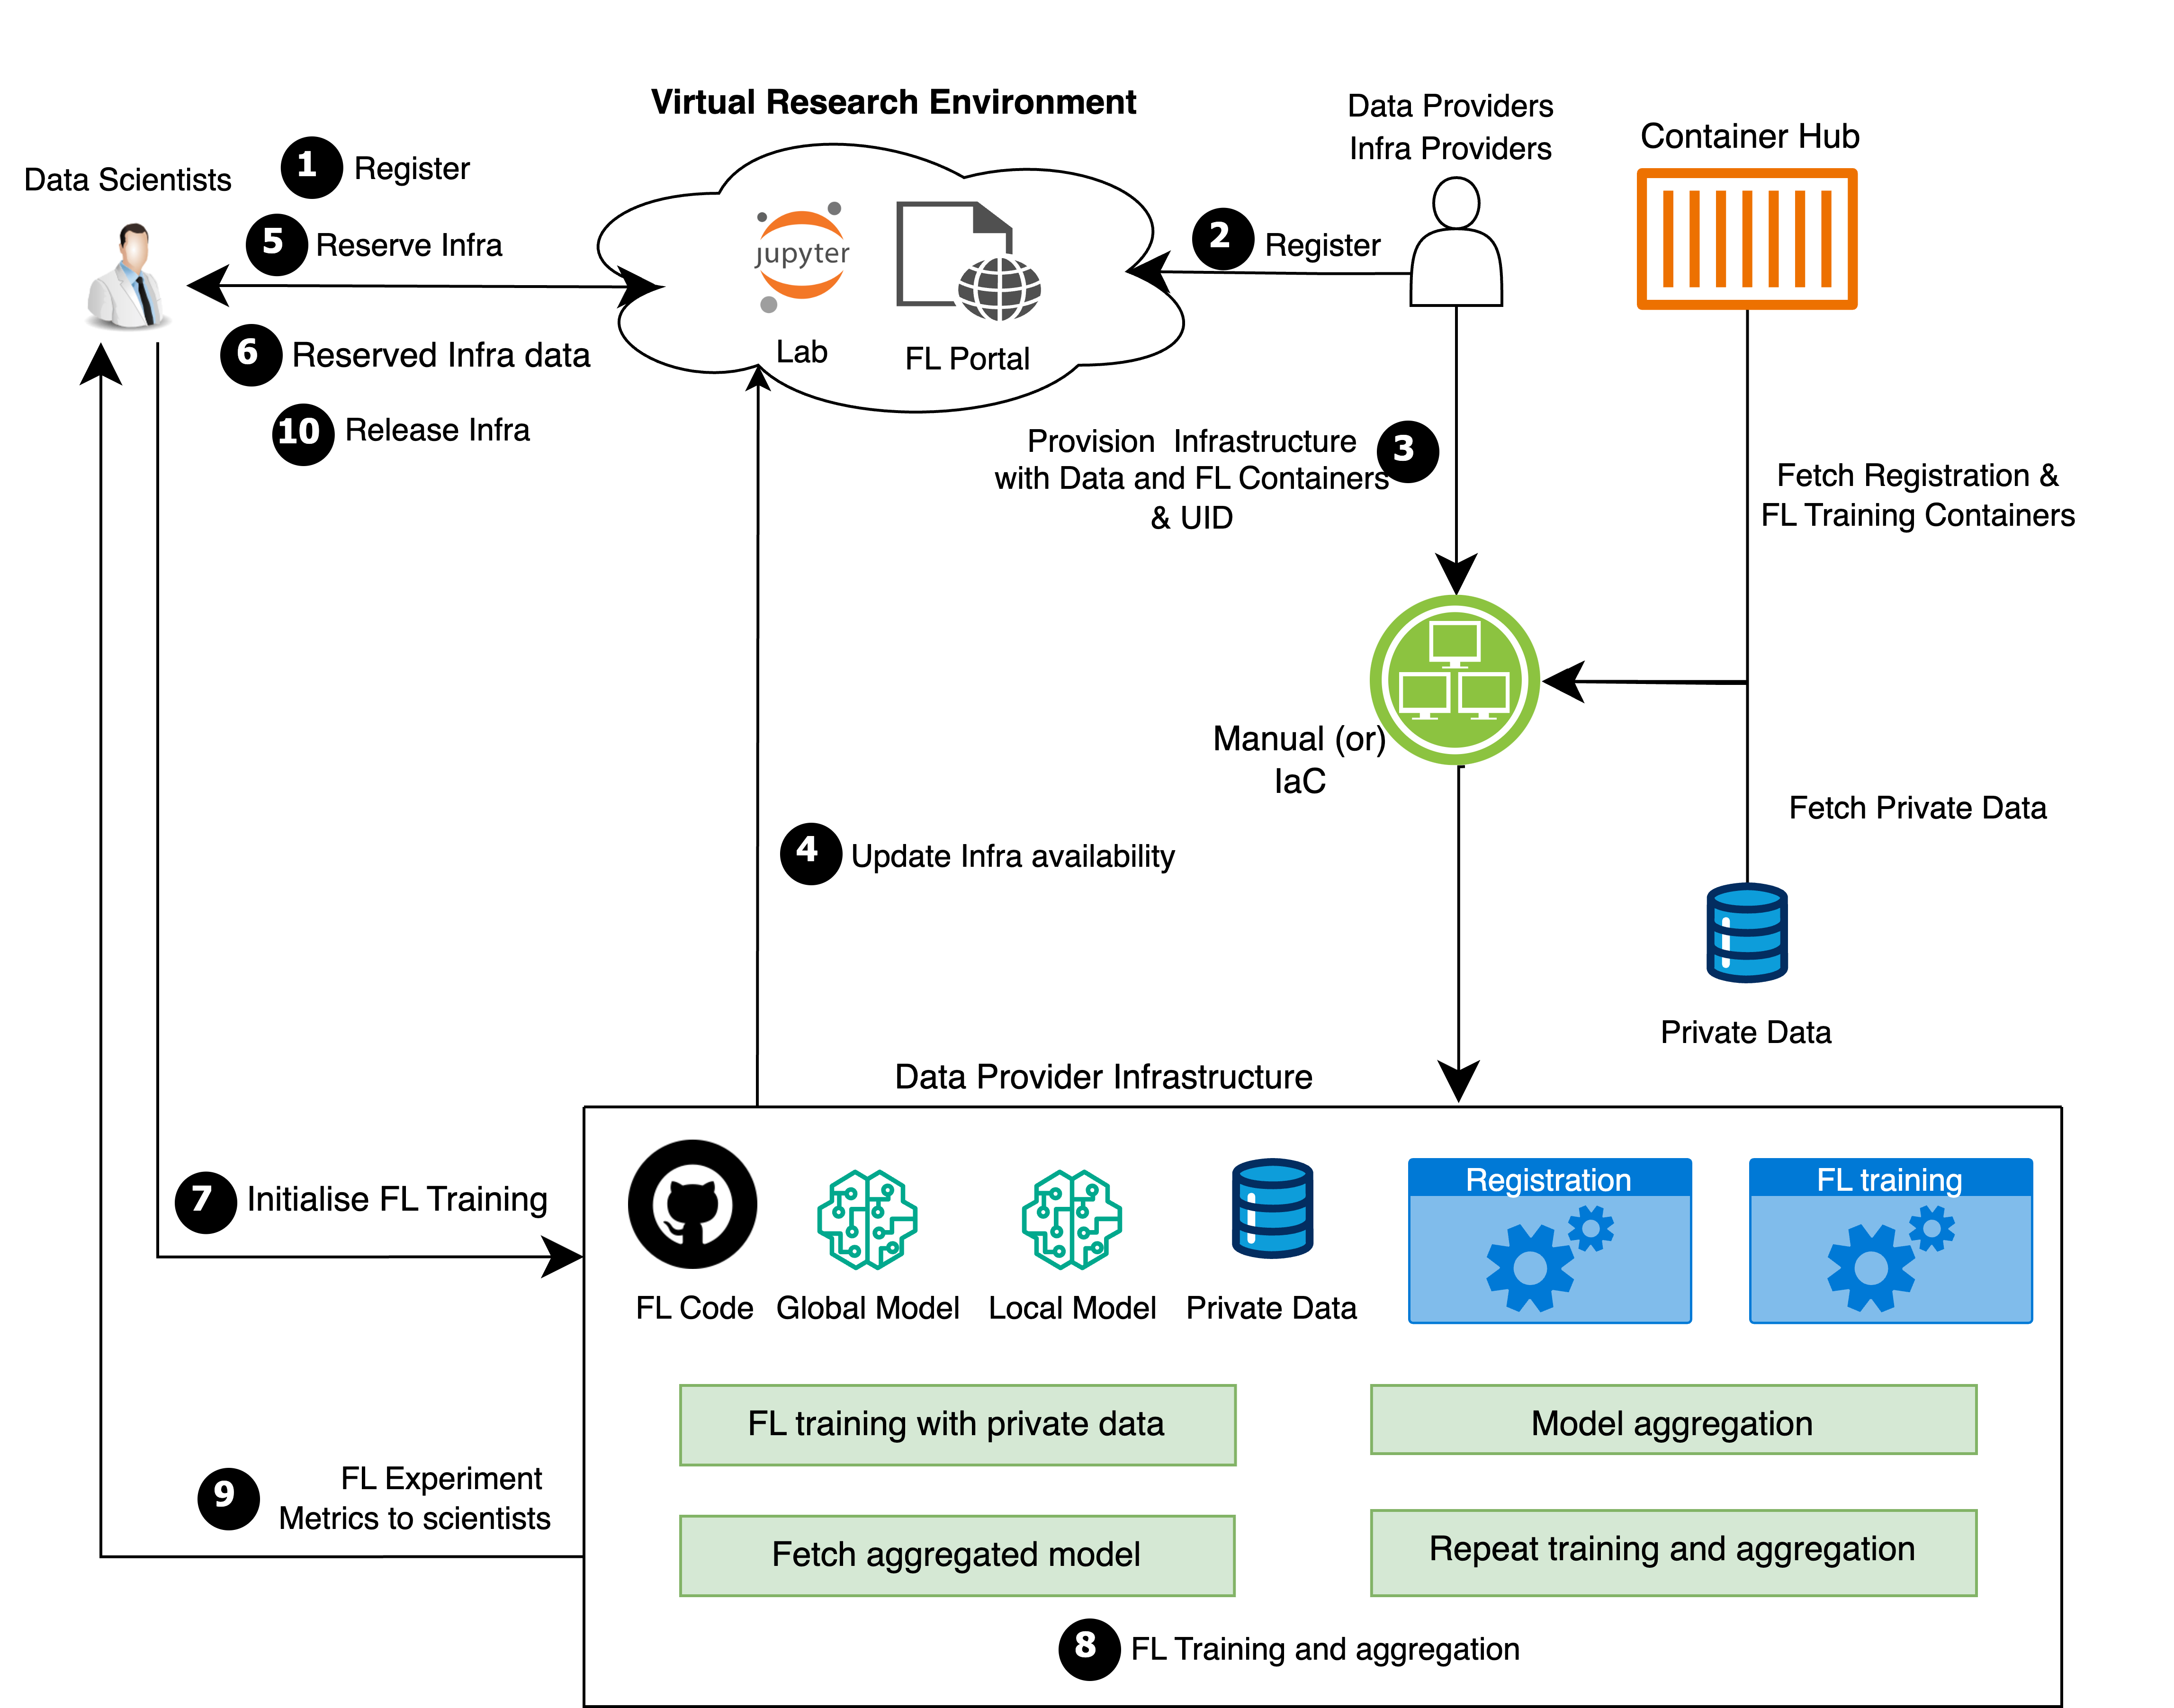 Virtual Research Environment
Data Providers
Infra Providers
Container Hub
Data Scientists
1 Register
5 Reserve Infra
6 Reserved Infra data
10 Release Infra
jupyter
Lab
FL Portal
2 Register
Provision Infrastructure
with Data and FL Containers
& UID
3
Fetch Registration &
FL Training Containers
Manual (or)
IaC
Fetch Private Data
4 Update Infra availability
Private Data
Data Provider Infrastructure
7 Initialise FL Training
FL Code
Global Model
Local Model
Private Data
Registration
FL training
FL training with private data
Model aggregation
9
FL Experiment
Metrics to scientists
Fetch aggregated model
Repeat training and aggregation
8 FL Training and aggregation